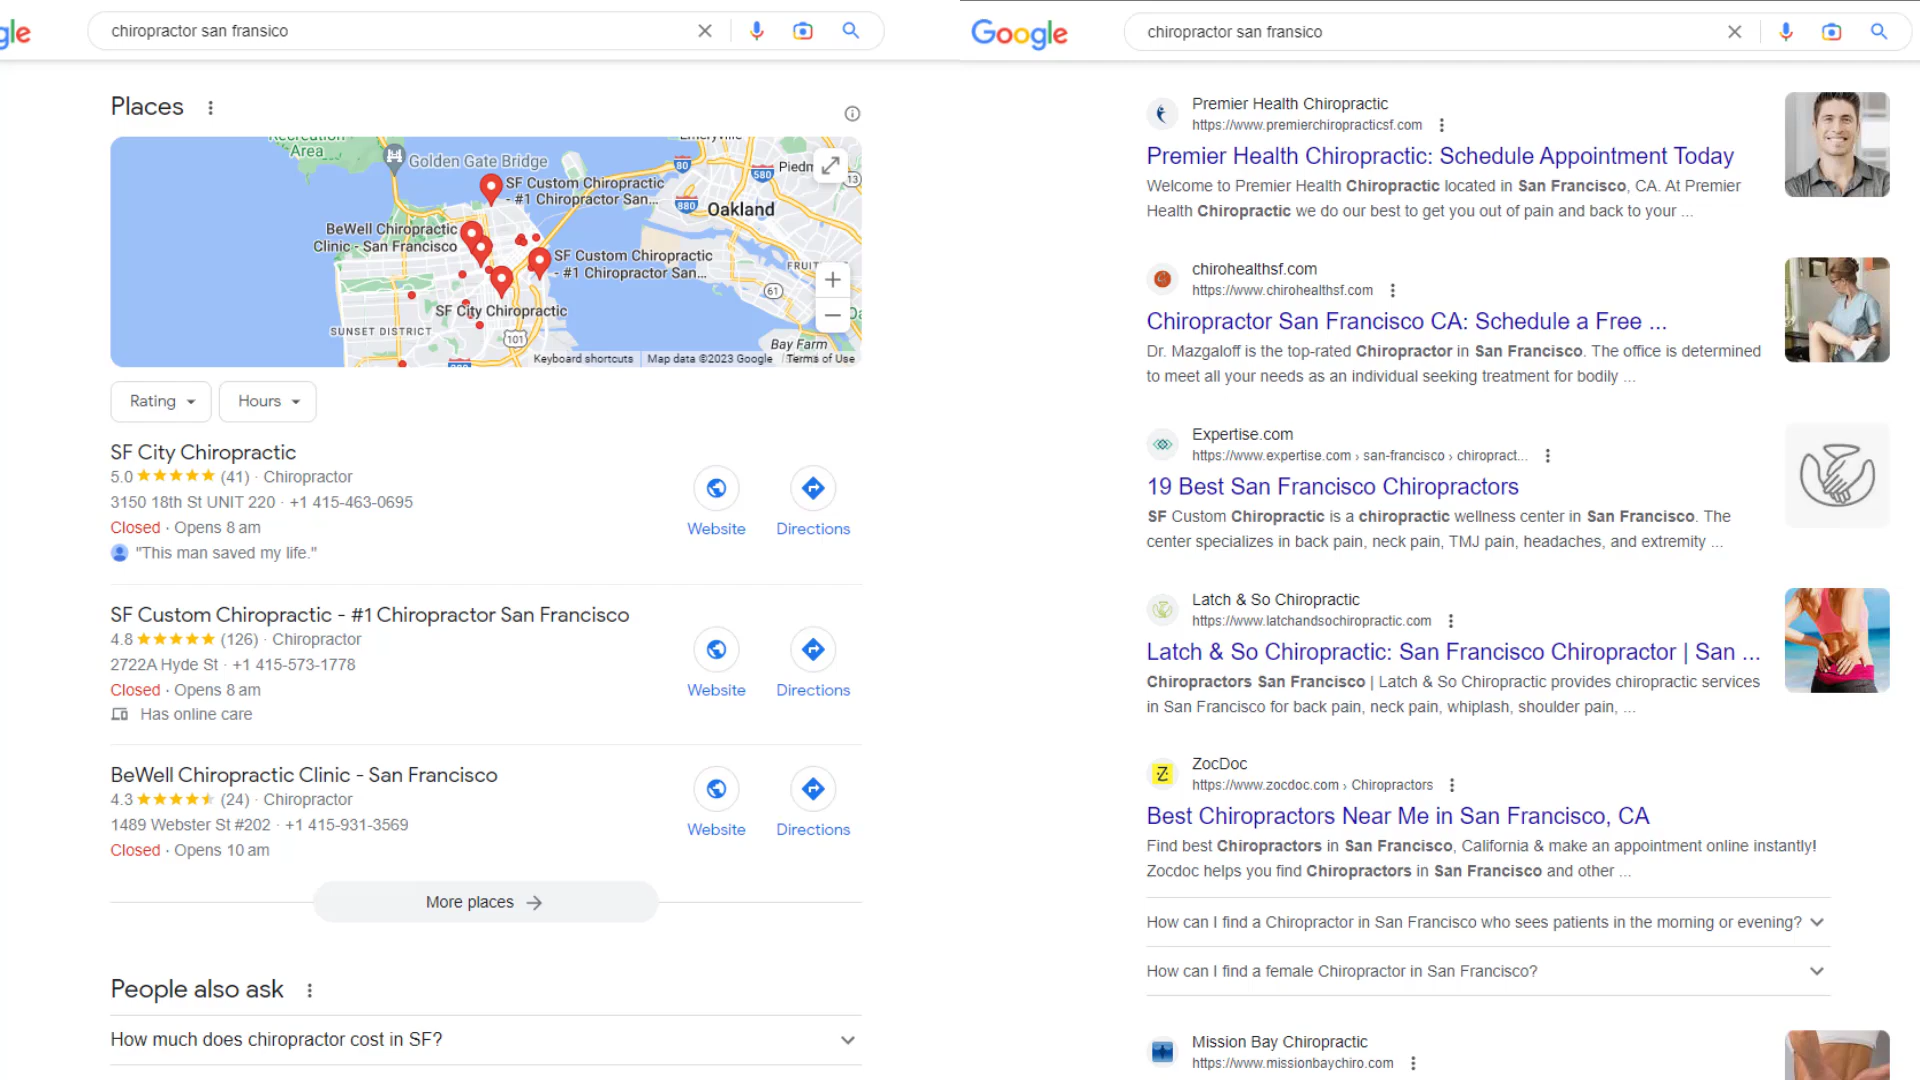 gle
chiropractor san fransico
Places
Recreation
Area
Golden Gate Bridge
Emeryville
80
580
Piedm
13
SF Custom Chiropractic
- #1 Chiropractor San...
880
Oakland
BeWell Chiropractic
Clinic - San Francisco
SF Custom Chiropractic
- #1 Chiropractor San...
FRUIT
61
SF City Chiropractic
SUNSET DISTRICT
101
Bay Farm
Keyboard shortcuts
Map data ©2023 Google
Terms of Use
Rating
Hours
SF City Chiropractic
5.0 (41) · Chiropractor
3150 18th St UNIT 220 · +1 415-463-0695
Closed · Opens 8 am
"This man saved my life."
Website
Directions
SF Custom Chiropractic - #1 Chiropractor San Francisco
4.8 (126) · Chiropractor
2722A Hyde St · +1 415-573-1778
Closed · Opens 8 am
Has online care
Website
Directions
BeWell Chiropractic Clinic - San Francisco
4.3 (24) · Chiropractor
1489 Webster St #202 · +1 415-931-3569
Closed · Opens 10 am
Website
Directions
More places
People also ask
How much does chiropractor cost in SF?
Google
chiropractor san fransico
Premier Health Chiropractic
https://www.premierchiropracticsf.com
Premier Health Chiropractic: Schedule Appointment Today
Welcome to Premier Health Chiropractic located in San Francisco, CA. At Premier
Health Chiropractic we do our best to get you out of pain and back to your ...
chirohealthsf.com
https://www.chirohealthsf.com
Chiropractor San Francisco CA: Schedule a Free ...
Dr. Mazgaloff is the top-rated Chiropractor in San Francisco. The office is determined
to meet all your needs as an individual seeking treatment for bodily ...
Expertise.com
https://www.expertise.com › san-francisco › chiropract...
19 Best San Francisco Chiropractors
SF Custom Chiropractic is a chiropractic wellness center in San Francisco. The
center specializes in back pain, neck pain, TMJ pain, headaches, and extremity ...
Latch & So Chiropractic
https://www.latchandsochiropractic.com
Latch & So Chiropractic: San Francisco Chiropractor | San ...
Chiropractors San Francisco | Latch & So Chiropractic provides chiropractic services
in San Francisco for back pain, neck pain, whiplash, shoulder pain, ...
Z
ZocDoc
https://www.zocdoc.com › Chiropractors
Best Chiropractors Near Me in San Francisco, CA
Find best Chiropractors in San Francisco, California & make an appointment online instantly!
Zocdoc helps you find Chiropractors in San Francisco and other ...
How can I find a Chiropractor in San Francisco who sees patients in the morning or evening?
How can I find a female Chiropractor in San Francisco?
Mission Bay Chiropractic
https://www.missionbaychiro.com